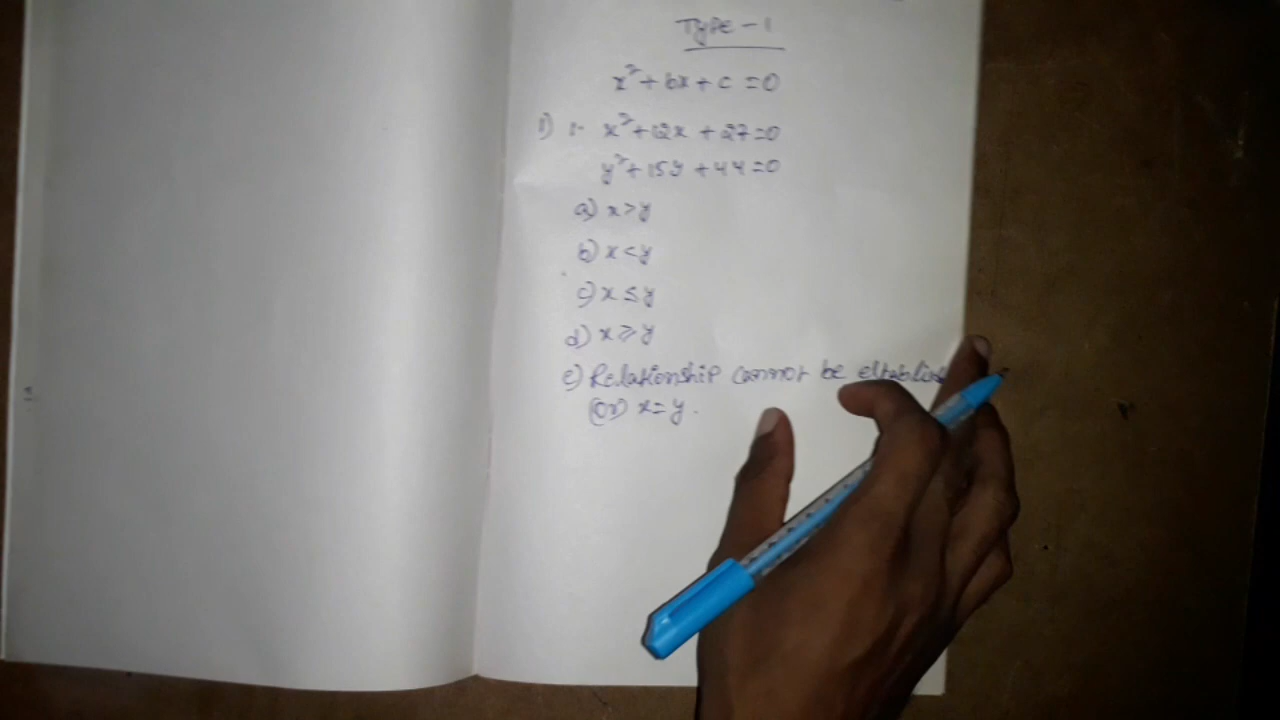 Type - 1
x² + bx + c = 0
1) 1- x² + 12x + 27 = 0
y² + 15y + 44 = 0
a) x > y
b) x < y
c) x ≤ y
d) x ≥ y
e) Relationship cannot be
(or) x = y.